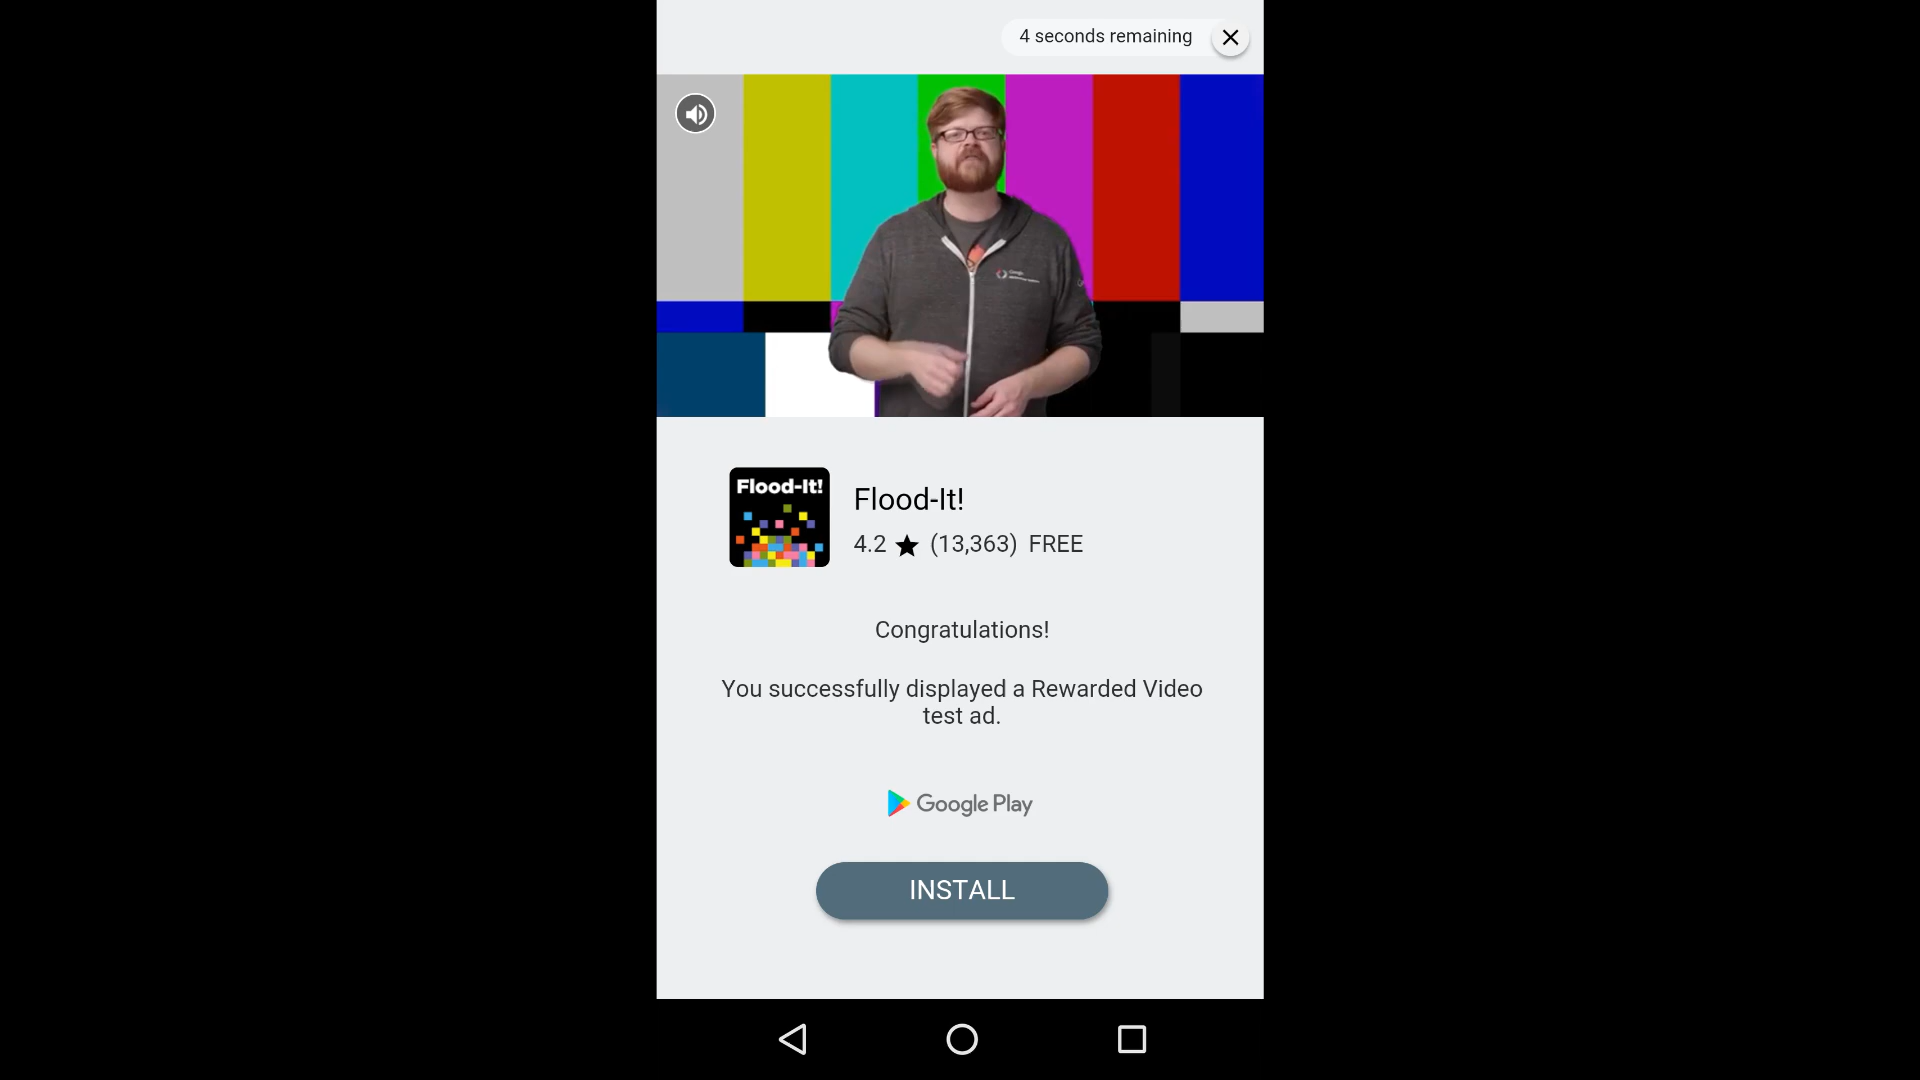 4 seconds remaining
Flood-It!
Flood-It!
4.2 ★ (13,363) FREE
Congratulations!
You successfully displayed a Rewarded Video
test ad.
Google Play
INSTALL